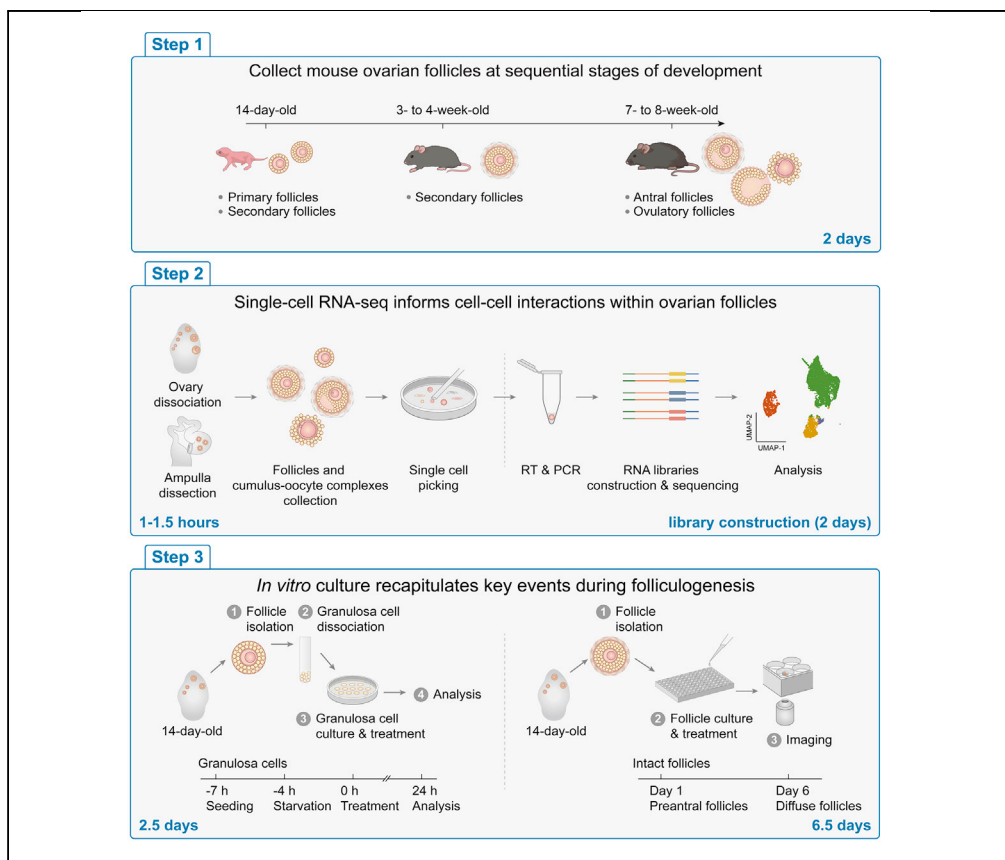 Step 1
Collect mouse ovarian follicles at sequential stages of development
14-day-old
3- to 4-week-old
7- to 8-week-old
• Primary follicles
• Secondary follicles
• Secondary follicles
• Antral follicles
• Ovulatory follicles
2 days
Step 2
Single-cell RNA-seq informs cell-cell interactions within ovarian follicles
Ovary
dissociation
Ampulla
dissection
Follicles and
cumulus-oocyte complexes
collection
Single cell
picking
RT & PCR
RNA libraries
construction & sequencing
UMAP-2
UMAP-1
Analysis
1-1.5 hours
library construction (2 days)
Step 3
In vitro culture recapitulates key events during folliculogenesis
14-day-old
1 Follicle
isolation
2 Granulosa cell
dissociation
3 Granulosa cell
culture & treatment
4 Analysis
Granulosa cells
-7 h
Seeding
-4 h
Starvation
0 h
Treatment
24 h
Analysis
2.5 days
14-day-old
1 Follicle
isolation
2 Follicle culture
& treatment
3 Imaging
Intact follicles
Day 1
Preantral follicles
Day 6
Diffuse follicles
6.5 days